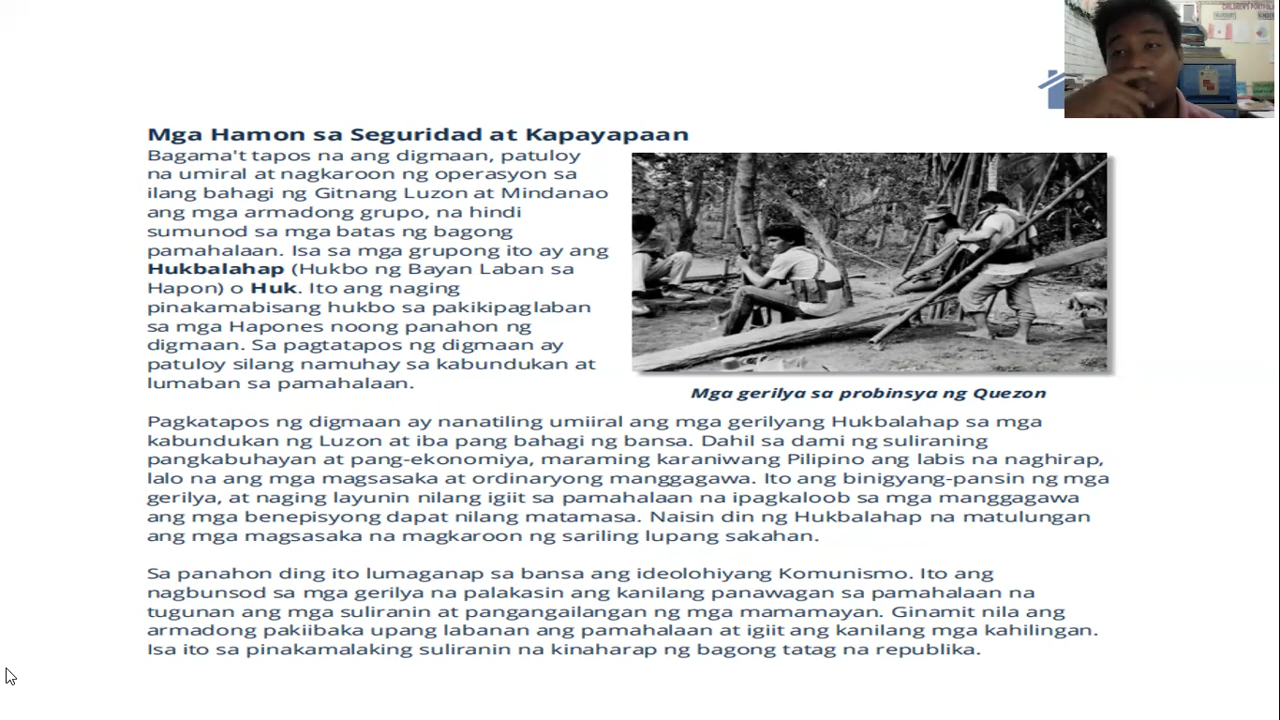 CHILDREN'S PORTFOLIO
Mga Hamon sa Seguridad at Kapayapaan
Bagama't tapos na ang digmaan, patuloy
na umiral at nagkaroon ng operasyon sa
ilang bahagi ng Gitnang Luzon at Mindanao
ang mga armadong grupo, na hindi
sumunod sa mga batas ng bagong
pamahalaan. Isa sa mga grupong ito ay ang
Hukbalahap (Hukbo ng Bayan Laban sa
Hapon) o Huk. Ito ang naging
pinakamabisang hukbo sa pakikipaglaban
sa mga Hapones noong panahon ng
digmaan. Sa pagtatapos ng digmaan ay
patuloy silang namuhay sa kabundukan at
lumaban sa pamahalaan.
Mga gerilya sa probinsya ng Quezon
Pagkatapos ng digmaan ay nanatiling umiiral ang mga gerilyang Hukbalahap sa mga
kabundukan ng Luzon at iba pang bahagi ng bansa. Dahil sa dami ng suliraning
pangkabuhayan at pang-ekonomiya, maraming karaniwang Pilipino ang labis na naghirap,
lalo na ang mga magsasaka at ordinaryong manggagawa. Ito ang binigyang-pansin ng mga
gerilya, at naging layunin nilang igiit sa pamahalaan na ipagkaloob sa mga manggagawa
ang mga benepisyong dapat nilang matamasa. Naisin din ng Hukbalahap na matulungan
ang mga magsasaka na magkaroon ng sariling lupang sakahan.
Sa panahon ding ito lumaganap sa bansa ang ideolohiyang Komunismo. Ito ang
nagbunsod sa mga gerilya na palakasin ang kanilang panawagan sa pamahalaan na
tugunan ang mga suliranin at pangangailangan ng mga mamamayan. Ginamit nila ang
armadong pakiibaka upang labanan ang pamahalaan at igiit ang kanilang mga kahilingan.
Isa ito sa pinakamalaking suliranin na kinaharap ng bagong tatag na republika.